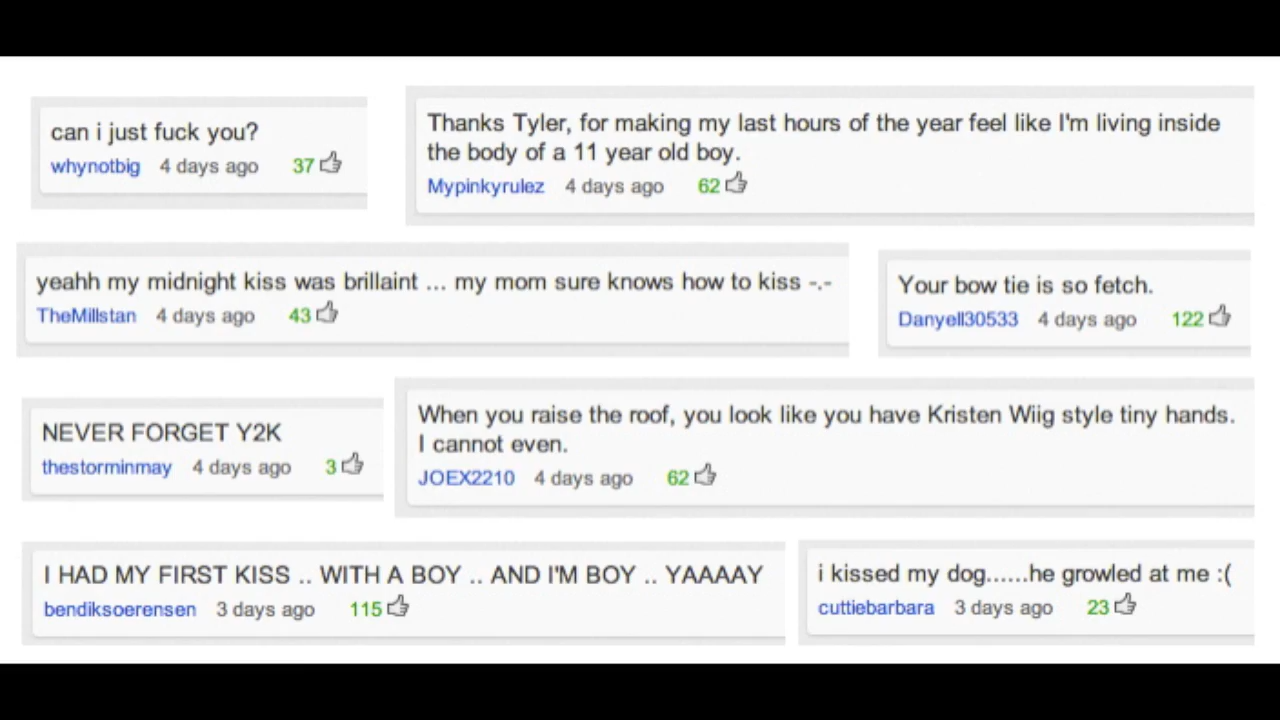 can i just fuck you?
whynotbig 4 days ago 37
Thanks Tyler, for making my last hours of the year feel like I'm living inside
the body of a 11 year old boy.
Mypinkyrulez 4 days ago 62
yeahh my midnight kiss was brillaint ... my mom sure knows how to kiss -.-
TheMillstan 4 days ago 43
Your bow tie is so fetch.
Danyell30533 4 days ago 122
NEVER FORGET Y2K
thestorminmay 4 days ago 3
When you raise the roof, you look like you have Kristen Wiig style tiny hands.
I cannot even.
JOEX2210 4 days ago 62
I HAD MY FIRST KISS .. WITH A BOY .. AND I'M BOY .. YAAAAY
bendiksoerensen 3 days ago 115
i kissed my dog......he growled at me :(
cuttiebarbara 3 days ago 23